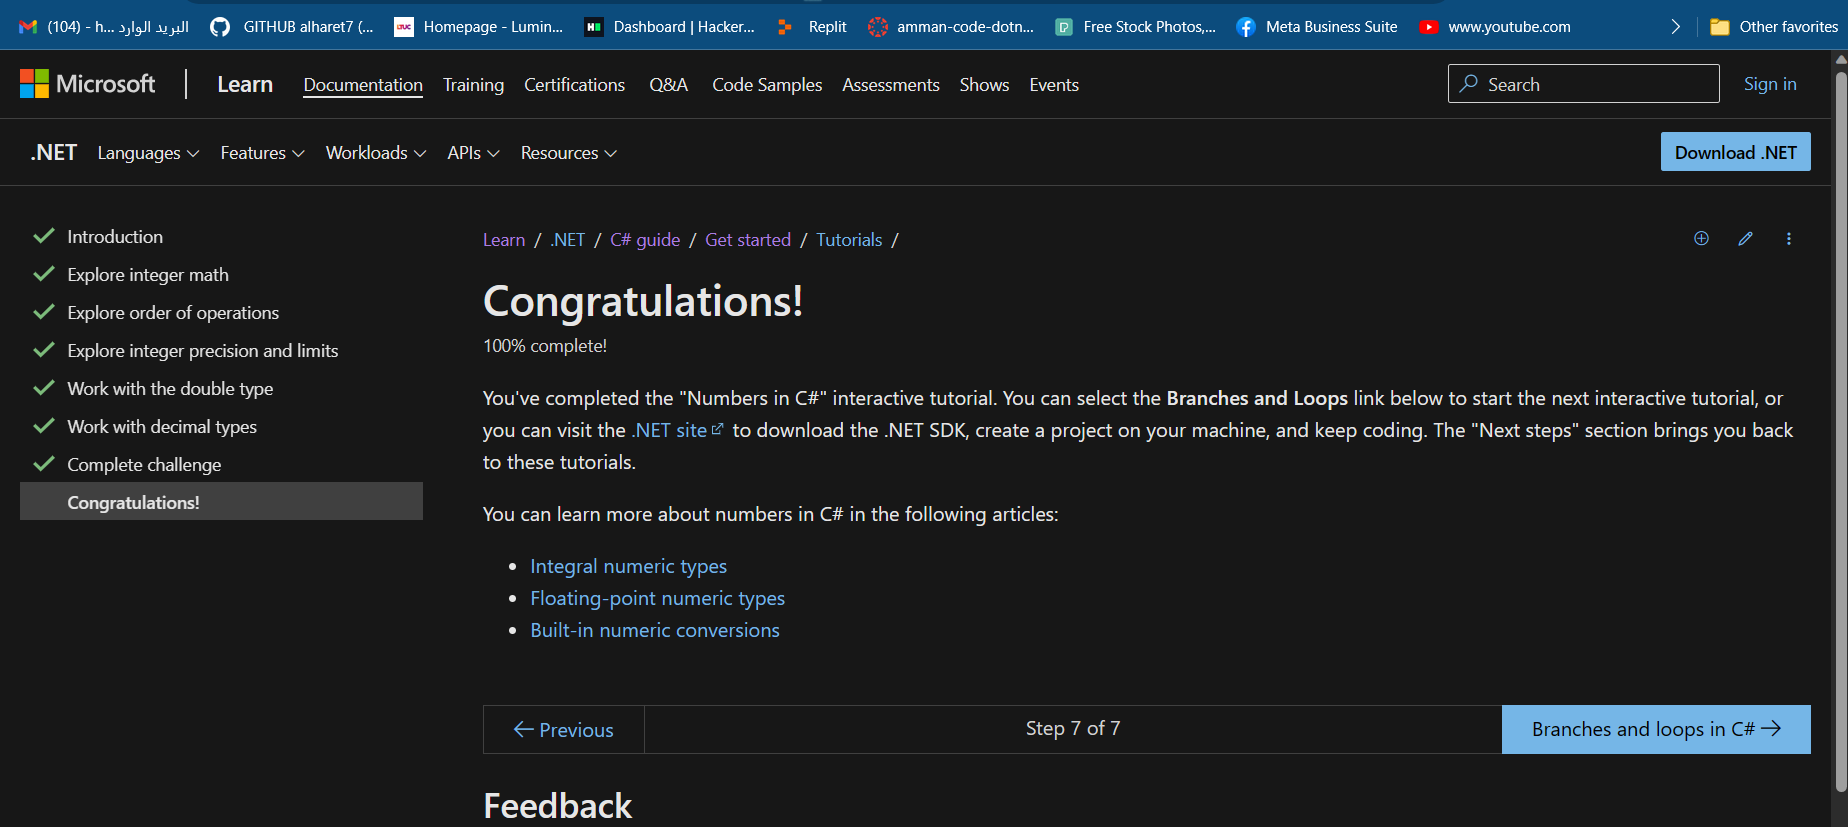 (104) - h... البريد الوارد
GITHUB alharet7 (...
Homepage - Lumin...
Dashboard | Hacker...
Replit
amman-code-dotn...
Free Stock Photos,...
Meta Business Suite
www.youtube.com
Other favorites
Microsoft
Learn
Documentation
Training
Certifications
Q&A
Code Samples
Assessments
Shows
Events
Search
Sign in
.NET
Languages
Features
Workloads
APIs
Resources
Download .NET
Introduction
Explore integer math
Explore order of operations
Explore integer precision and limits
Work with the double type
Work with decimal types
Complete challenge
Congratulations!
Learn / .NET / C# guide / Get started / Tutorials /
Congratulations!
100% complete!
You've completed the "Numbers in C#" interactive tutorial. You can select the Branches and Loops link below to start the next interactive tutorial, or
you can visit the .NET site to download the .NET SDK, create a project on your machine, and keep coding. The "Next steps" section brings you back
to these tutorials.
You can learn more about numbers in C# in the following articles:
Integral numeric types
Floating-point numeric types
Built-in numeric conversions
Previous
Step 7 of 7
Branches and loops in C#
Feedback